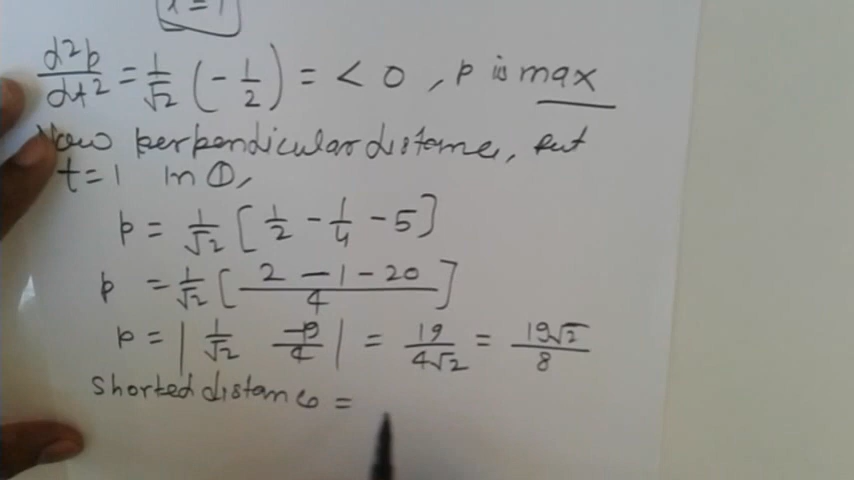 d²p/dt² = 1/√2 (-1/2) = < 0 , p is max
Now perpendicular distame, put
t=1 in ①,
p = 1/√2 [1/2 - 1/4 - 5]
p = 1/√2 [(2 - 1 - 20)/4]
p = | 1/√2 -19/4 | = 19/4√2 = 19√2/8
Shorted distance =